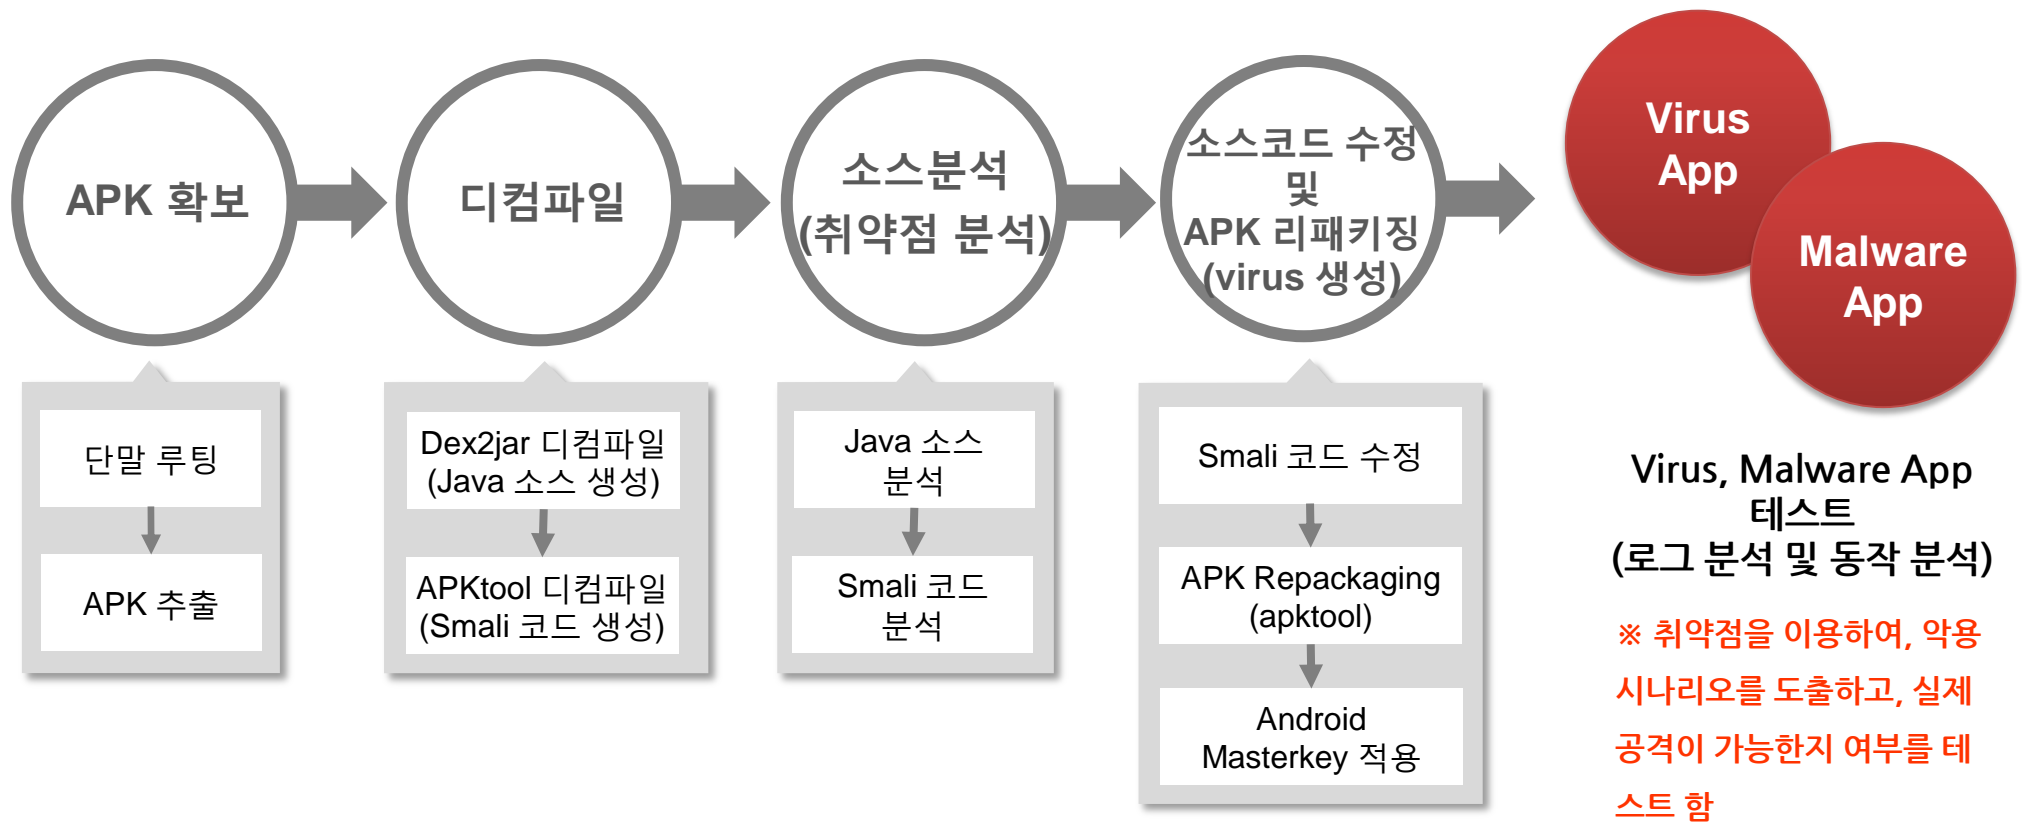 APK 확보
디컴파일
소스분석
(취약점 분석)
소스코드 수정
및
APK 리패키징
(virus 생성)
Virus
App
Malware
App
단말 루팅
APK 추출
Dex2jar 디컴파일
(Java 소스 생성)
APKtool 디컴파일
(Smali 코드 생성)
Java 소스
분석
Smali 코드
분석
Smali 코드 수정
APK Repackaging
(apktool)
Android
Masterkey 적용
Virus, Malware App
테스트
(로그 분석 및 동작 분석)
※ 취약점을 이용하여, 악용
시나리오를 도출하고, 실제
공격이 가능한지 여부를 테
스트 함